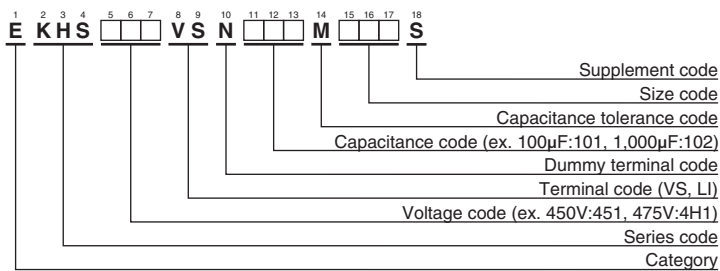 1 2 3 4 5 6 7 8 9 10 11 12 13 14 15 16 17 18
E KHS □□□ VS N □□□ M □□□ S
Supplement code
Size code
Capacitance tolerance code
Capacitance code (ex. 100µF:101, 1,000µF:102)
Dummy terminal code
Terminal code (VS, LI)
Voltage code (ex. 450V:451, 475V:4H1)
Series code
Category